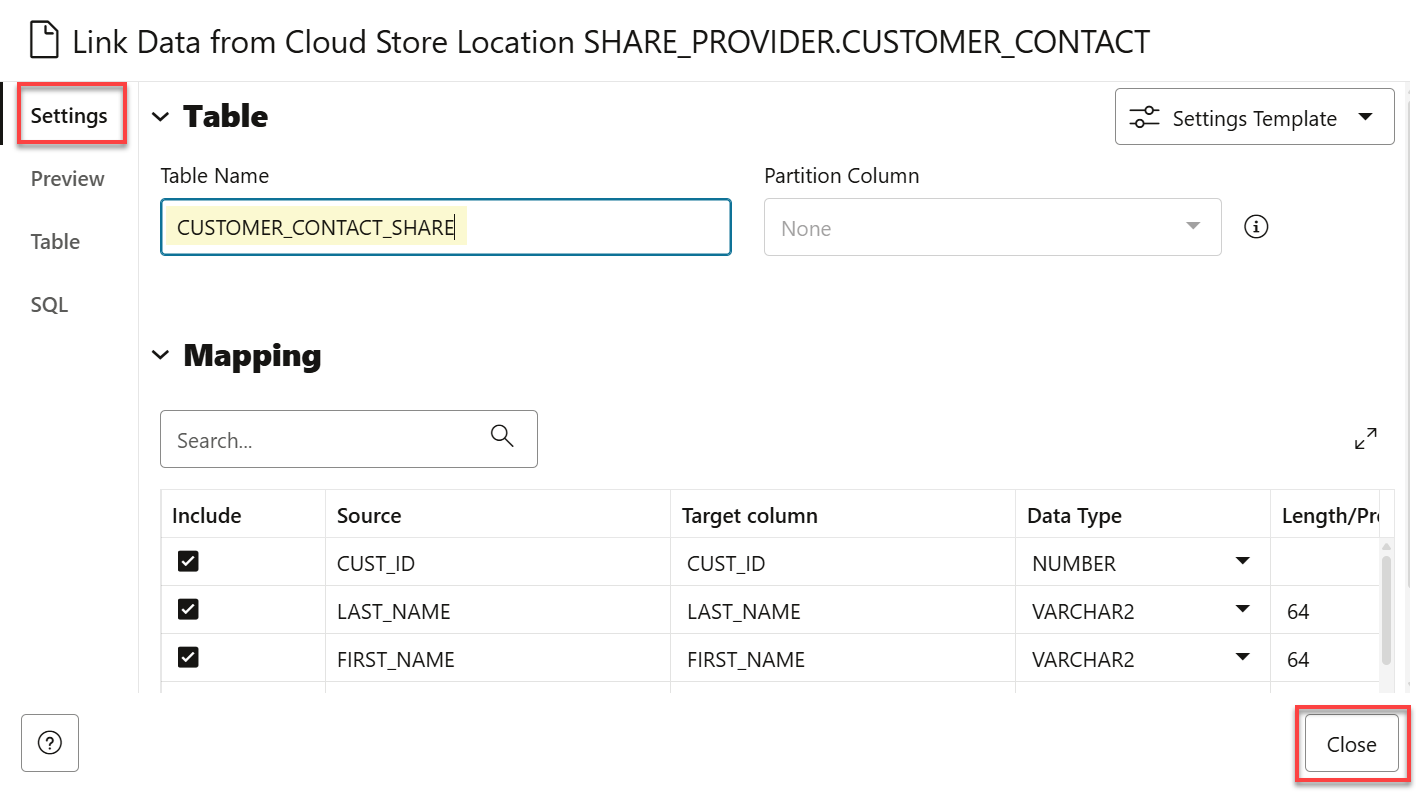 Link Data from Cloud Store Location SHARE_PROVIDER.CUSTOMER_CONTACT
Settings
Preview
Table
SQL
Table
Settings Template
Table Name
Partition Column
CUSTOMER_CONTACT_SHARE
None
Mapping
Search...
Include Source Target column Data Type Length/Pre
CUST_ID CUST_ID NUMBER
LAST_NAME LAST_NAME VARCHAR2 64
FIRST_NAME FIRST_NAME VARCHAR2 64
?
Close